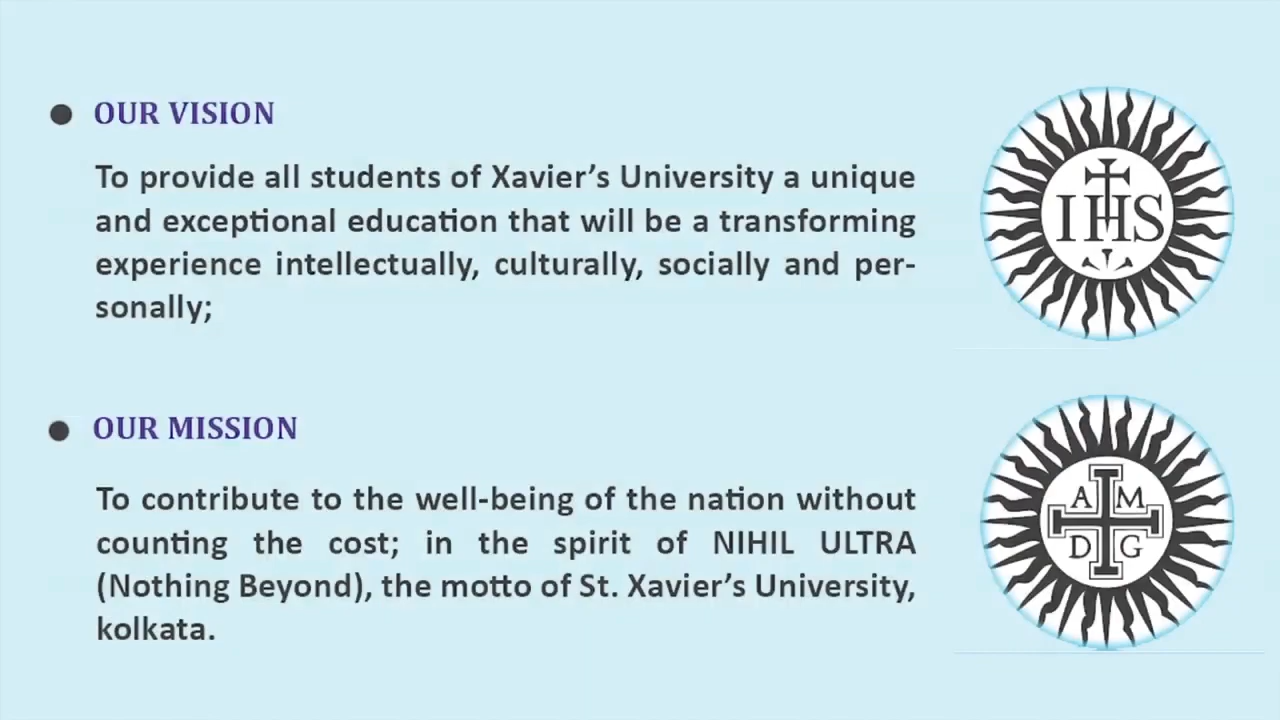 OUR VISION
To provide all students of Xavier’s University a unique
and exceptional education that will be a transforming
experience intellectually, culturally, socially and per-
sonally;
IHS
OUR MISSION
To contribute to the well-being of the nation without
counting the cost; in the spirit of NIHIL ULTRA
(Nothing Beyond), the motto of St. Xavier’s University,
kolkata.
A M
D G